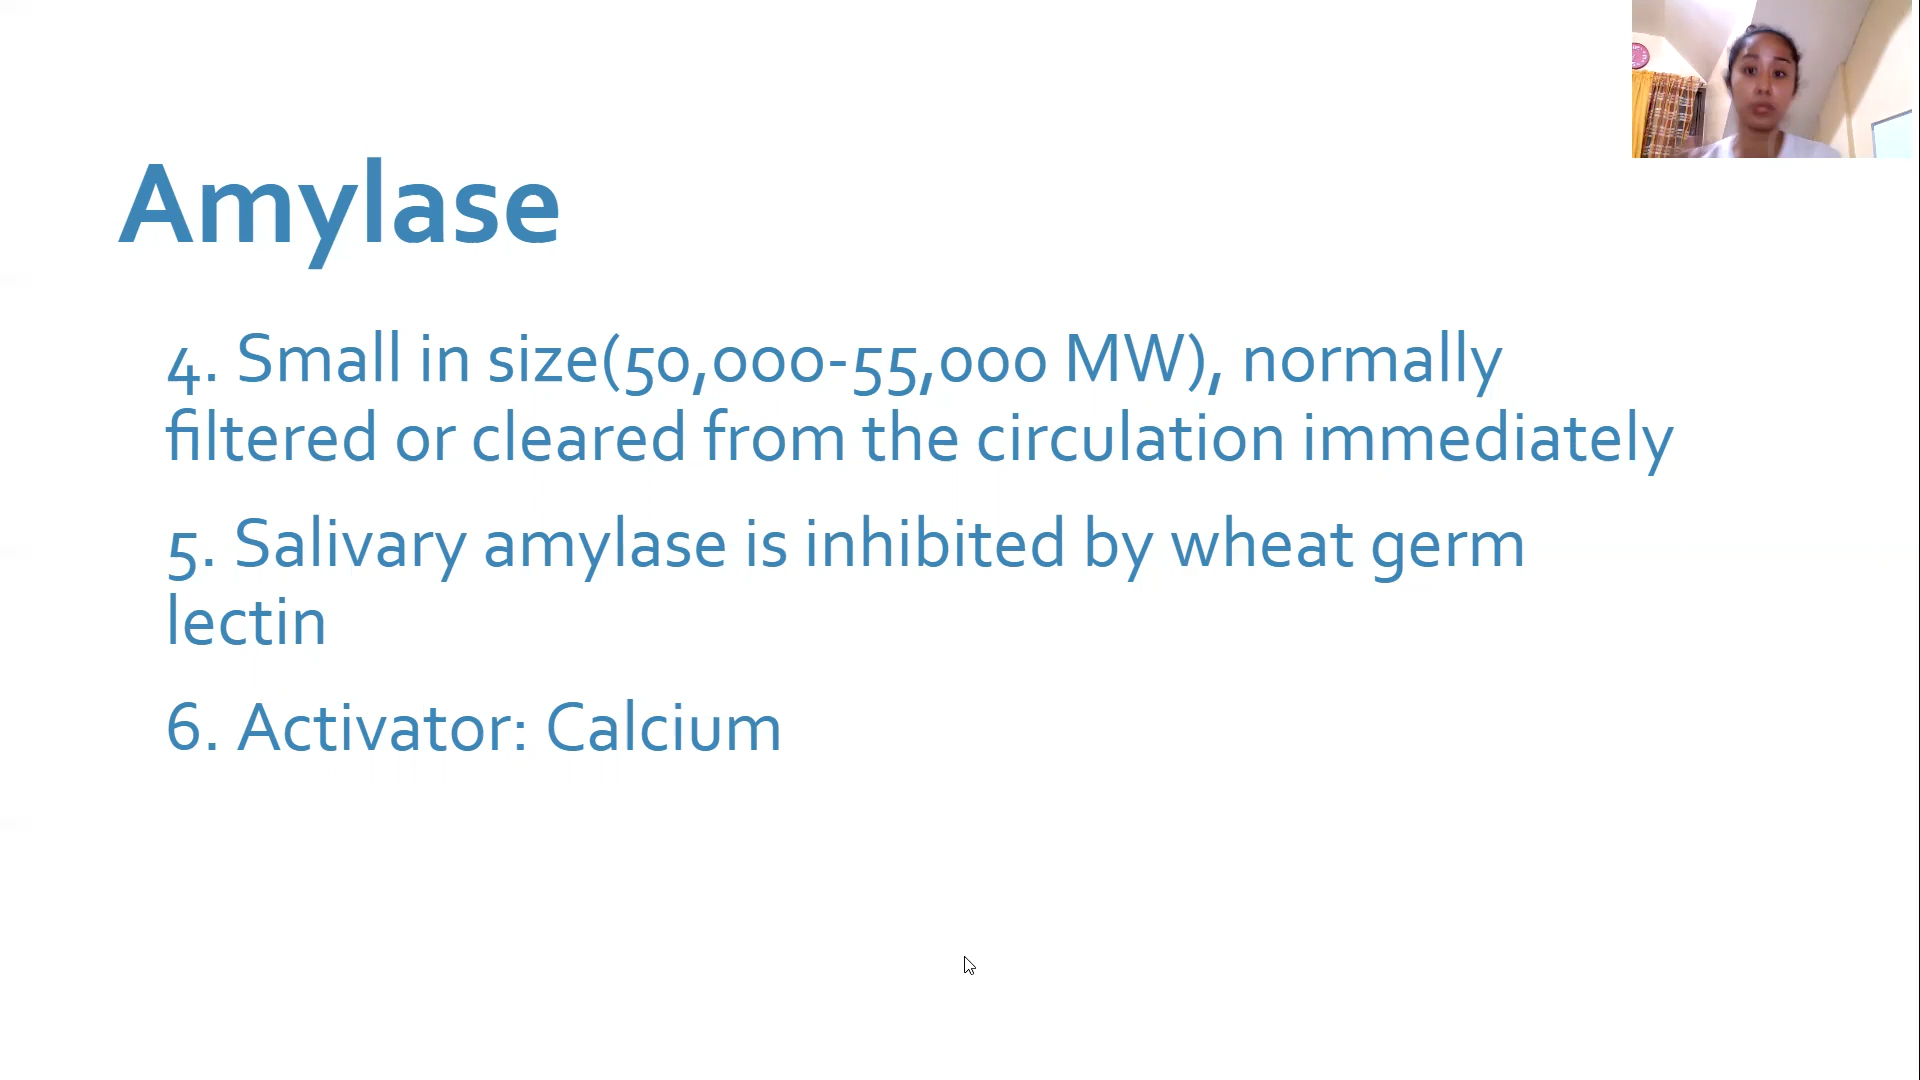 Amylase
4. Small in size(50,000-55,000 MW), normally
filtered or cleared from the circulation immediately
5. Salivary amylase is inhibited by wheat germ
lectin
6. Activator: Calcium